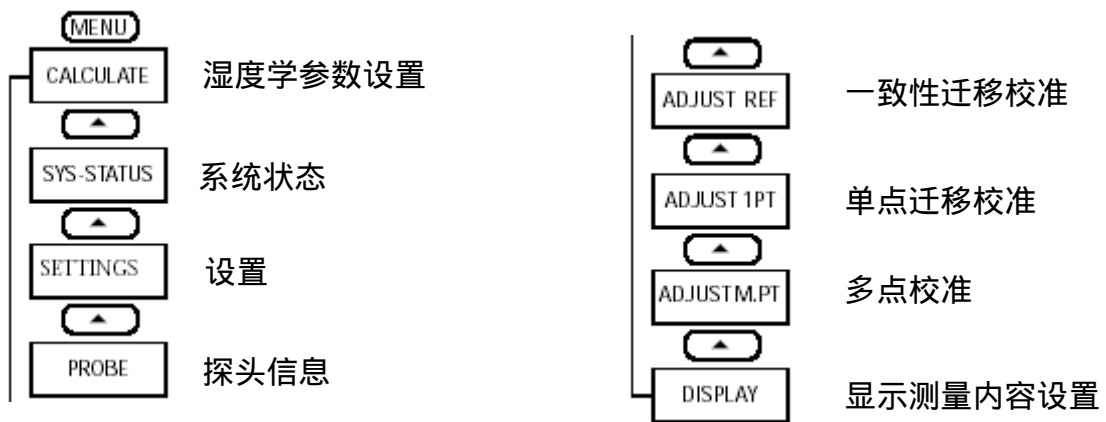 MENU
CALCULATE 湿度学参数设置
SYS-STATUS 系统状态
SETTINGS 设置
PROBE 探头信息
ADJUST REF 一致性迁移校准
ADJUST 1PT 单点迁移校准
ADJUSTM.PT 多点校准
DISPLAY 显示测量内容设置